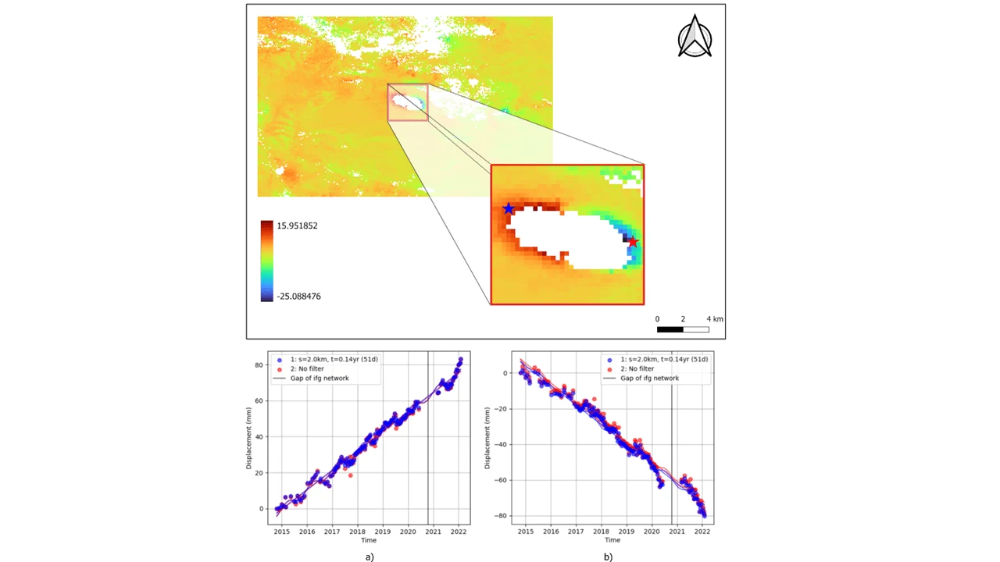 15.951852
-25.088476
0 2 4 km
1: s=2.0km, t=0.14yr (51d)
2: No filter
Gap of ifg network
Displacement (mm)
80
60
40
20
0
2015 2016 2017 2018 2019 2020 2021 2022
Time
a)
1: s=2.0km, t=0.14yr (51d)
2: No filter
Gap of ifg network
Displacement (mm)
0
−20
−40
−60
−80
2015 2016 2017 2018 2019 2020 2021 2022
Time
b)